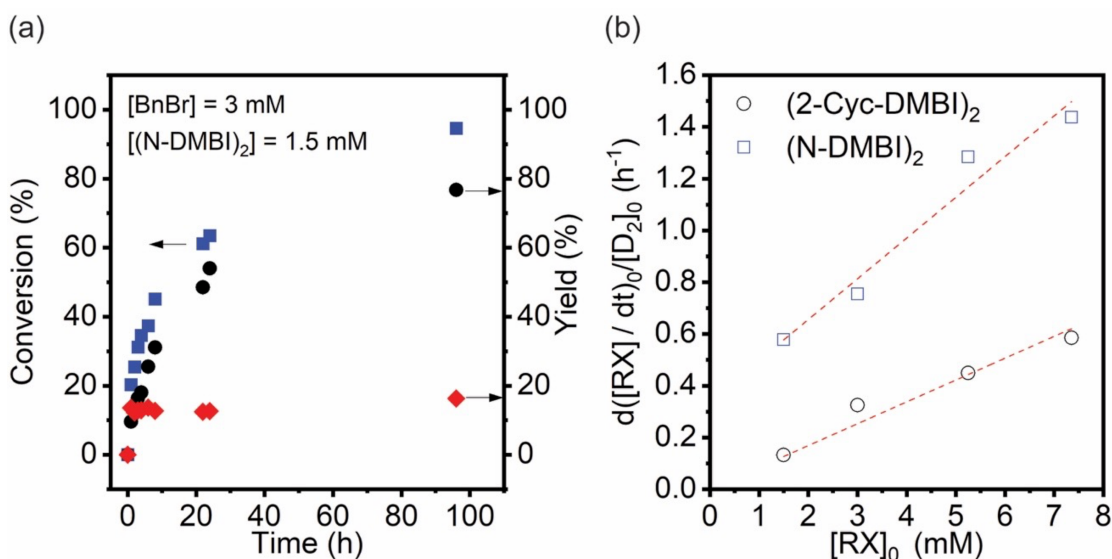 (a)
[BnBr] = 3 mM
[(N-DMBI)₂] = 1.5 mM
Conversion (%)
100
80
60
40
20
0
Yield (%)
100
80
60
40
20
0
0 20 40 60 80 100
Time (h)
(b)
(2-Cyc-DMBI)₂
(N-DMBI)₂
d([RX] / dt)₀/[D₂]₀ (h⁻¹)
1.6
1.4
1.2
1.0
0.8
0.6
0.4
0.2
0.0
0 1 2 3 4 5 6 7 8
[RX]₀ (mM)